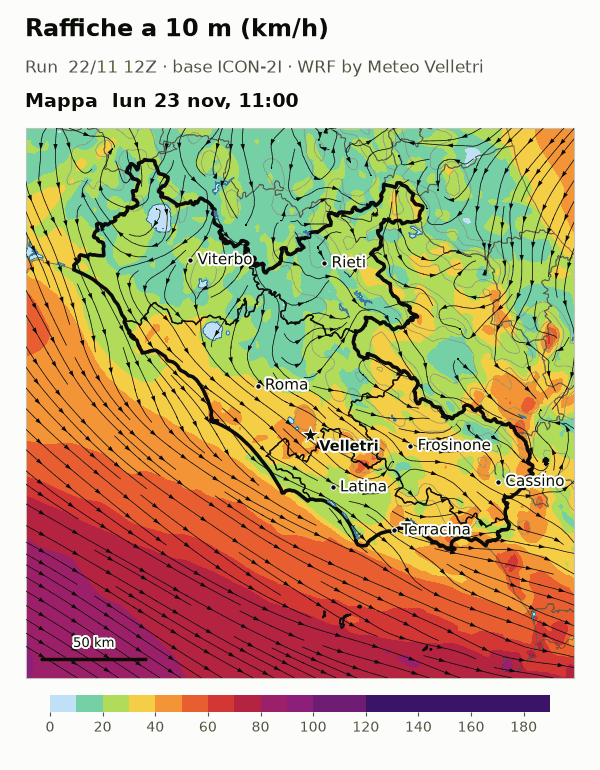 Raffiche a 10 m (km/h)
Run  22/11 12Z · base ICON-2I · WRF by Meteo Velletri
Mappa  lun 23 nov, 11:00
Viterbo
Rieti
Roma
Velletri
Frosinone
Latina
Cassino
Terracina
50 km
0 20 40 60 80 100 120 140 160 180